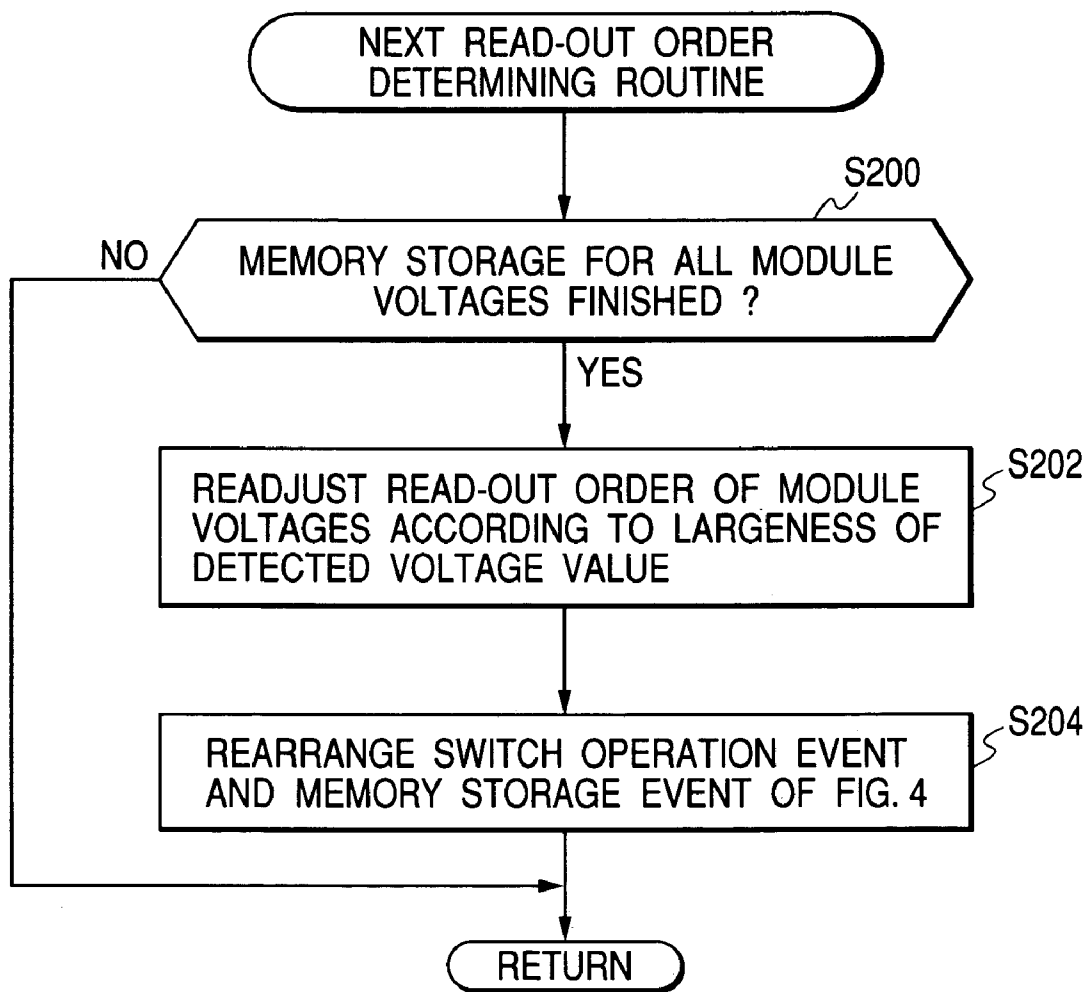 NEXT READ-OUT ORDER
DETERMINING ROUTINE
S200
NO
MEMORY STORAGE FOR ALL MODULE
VOLTAGES FINISHED ?
YES
S202
READJUST READ-OUT ORDER OF MODULE
VOLTAGES ACCORDING TO LARGENESS OF
DETECTED VOLTAGE VALUE
S204
REARRANGE SWITCH OPERATION EVENT
AND MEMORY STORAGE EVENT OF FIG. 4
RETURN